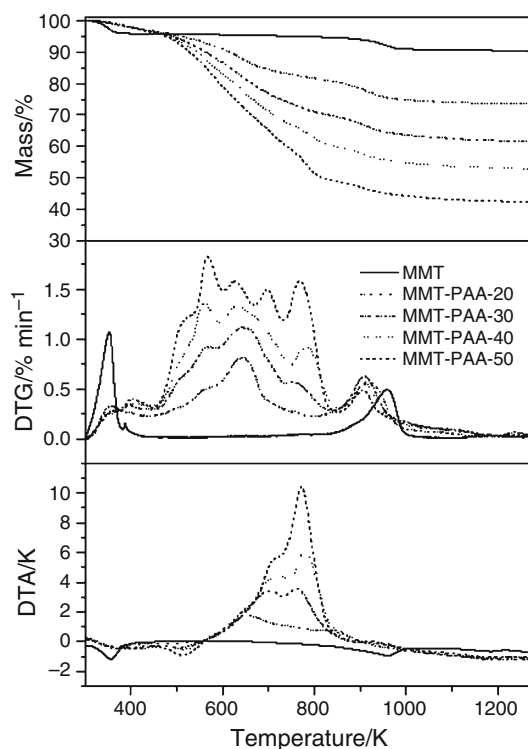 100
90
80
70
60
50
40
30
Mass/%
1.5
1.0
0.5
0.0
DTG/% min⁻¹
MMT
MMT-PAA-20
MMT-PAA-30
MMT-PAA-40
MMT-PAA-50
10
8
6
4
2
0
−2
DTA/K
400 600 800 1000 1200
Temperature/K